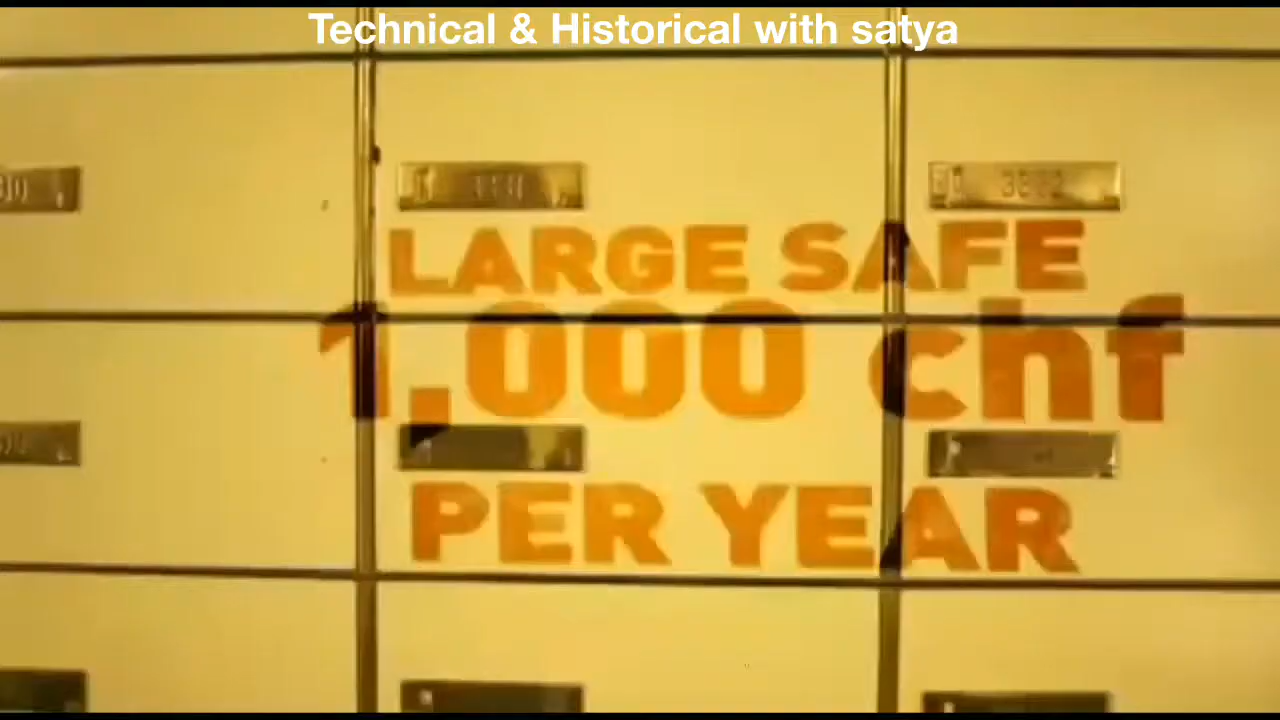 Technical & Historical with satya
LARGE SAFE
1,000 chf
PER YEAR